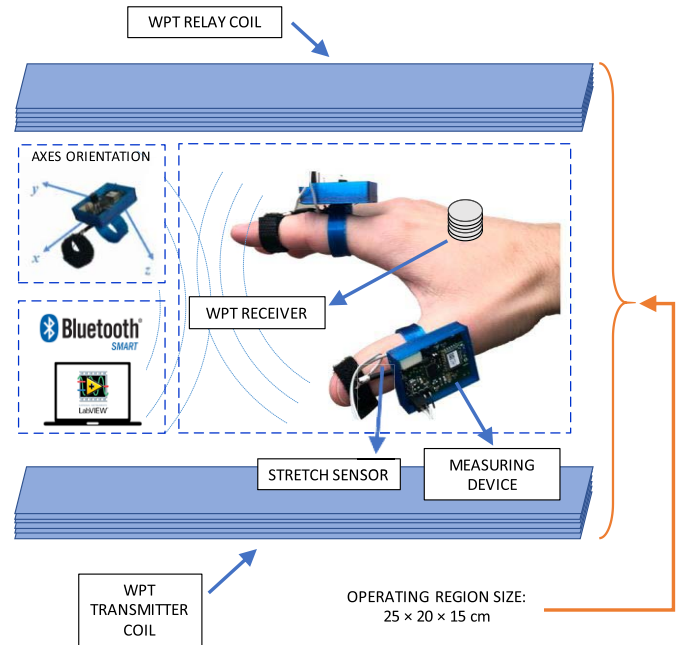 WPT RELAY COIL
AXES ORIENTATION
y
x
z
WPT RECEIVER
Bluetooth®
SMART
LabVIEW
STRETCH SENSOR
MEASURING
DEVICE
WPT
TRANSMITTER
COIL
OPERATING REGION SIZE:
25 × 20 × 15 cm